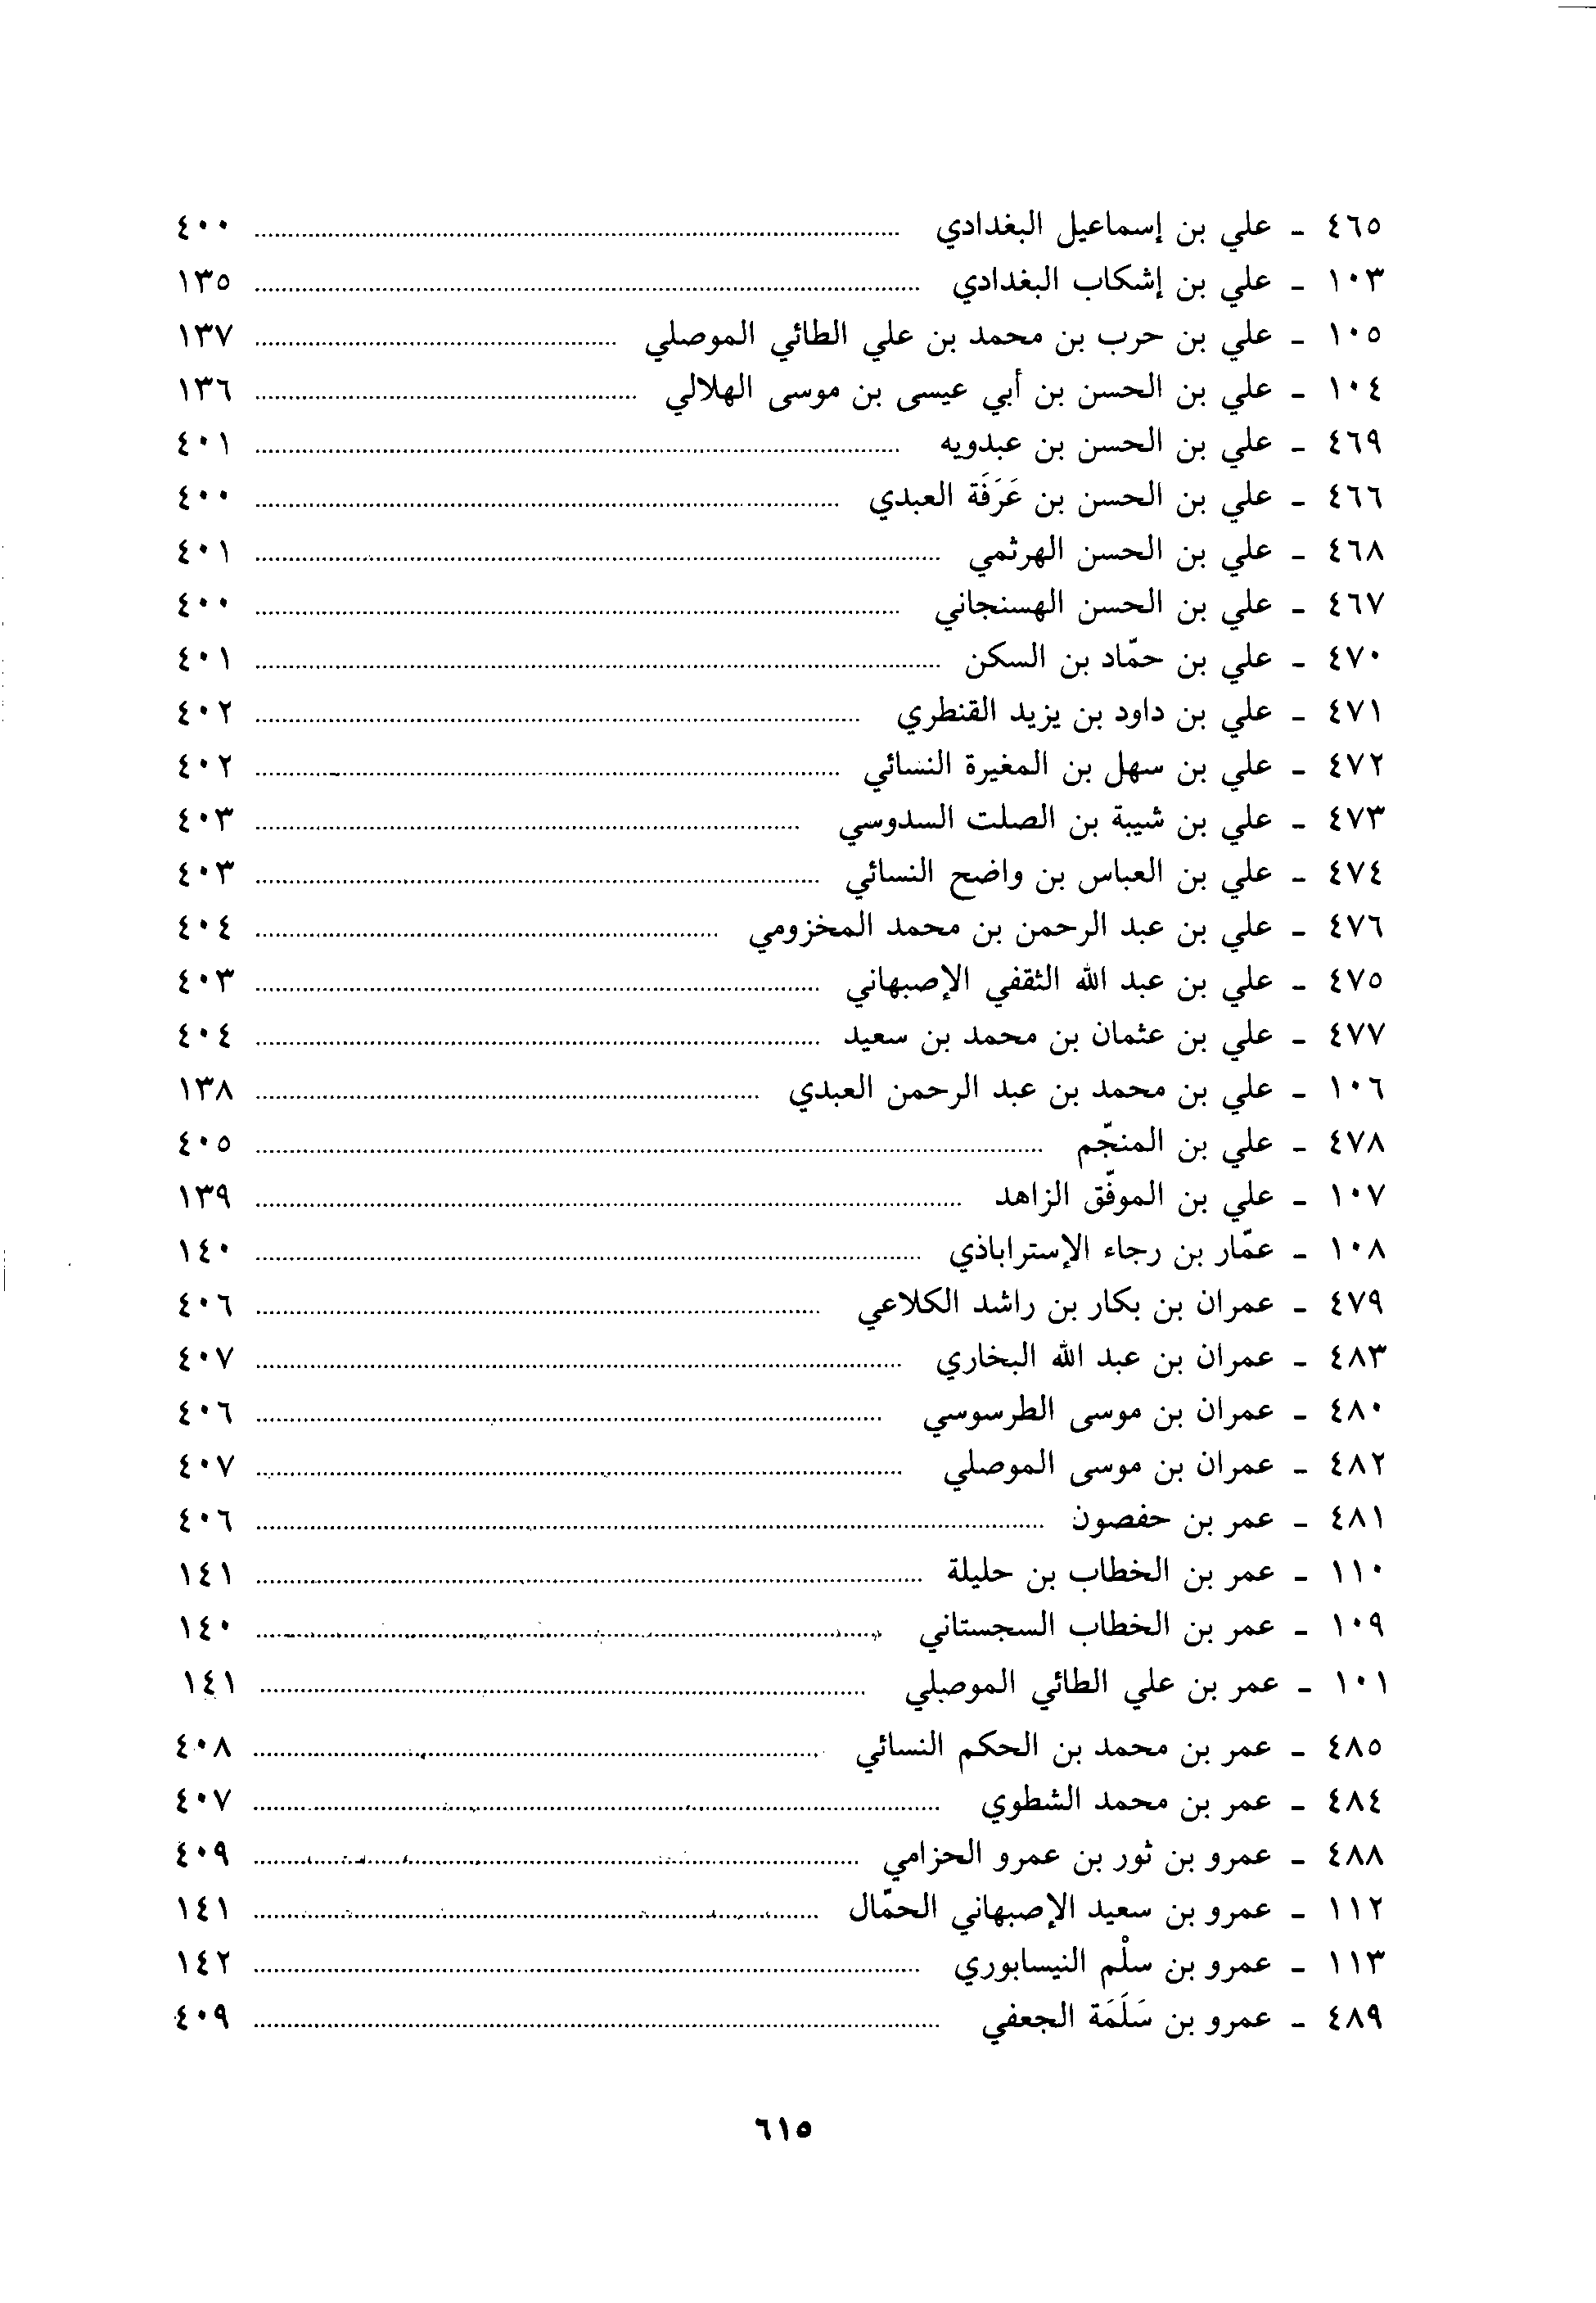 ٤٦٥ - علي بن إسماعيل البغدادي ........ ٤٠٠
١٠٣ - علي بن إشكاب البغدادي ........ ١٣٥
١٠٥ - علي بن حرب بن محمد بن علي الطائي الموصلي ........ ١٣٧
١٠٤ - علي بن الحسن بن أبي عيسى بن موسى الهلالي ........ ١٣٦
٤٦٩ - علي بن الحسن بن عبدويه ........ ٤٠١
٤٦٦ - علي بن الحسن بن عَرَفَة العبدي ........ ٤٠٠
٤٦٨ - علي بن الحسن الهرثمي ........ ٤٠١
٤٦٧ - علي بن الحسن الهسنجاني ........ ٤٠٠
٤٧٠ - علي بن حمّاد بن السكن ........ ٤٠١
٤٧١ - علي بن داود بن يزيد القنطري ........ ٤٠٢
٤٧٢ - علي بن سهل بن المغيرة النسائي ........ ٤٠٢
٤٧٣ - علي بن شيبة بن الصلت السدوسي ........ ٤٠٣
٤٧٤ - علي بن العباس بن واضح النسائي ........ ٤٠٣
٤٧٦ - علي بن عبد الرحمن بن محمد المخزومي ........ ٤٠٤
٤٧٥ - علي بن عبد الله الثقفي الإصبهاني ........ ٤٠٣
٤٧٧ - علي بن عثمان بن محمد بن سعيد ........ ٤٠٤
١٠٦ - علي بن محمد بن عبد الرحمن العبدي ........ ١٣٨
٤٧٨ - علي بن المنجّم ........ ٤٠٥
١٠٧ - علي بن الموفّق الزاهد ........ ١٣٩
١٠٨ - عمّار بن رجاء الإستراباذي ........ ١٤٠
٤٧٩ - عمران بن بكار بن راشد الكلاعي ........ ٤٠٦
٤٨٣ - عمران بن عبد الله البخاري ........ ٤٠٧
٤٨٠ - عمران بن موسى الطرسوسي ........ ٤٠٦
٤٨٢ - عمران بن موسى الموصلي ........ ٤٠٧
٤٨١ - عمر بن حفصون ........ ٤٠٦
١١٠ - عمر بن الخطاب بن حليلة ........ ١٤١
١٠٩ - عمر بن الخطاب السجستاني ........ ١٤٠
١٠١ - عمر بن علي الطائي الموصلي ........ ١٤١
٤٨٥ - عمر بن محمد بن الحكم النسائي ........ ٤٠٨
٤٨٤ - عمر بن محمد الشطوي ........ ٤٠٧
٤٨٨ - عمرو بن ثور بن عمرو الحزامي ........ ٤٠٩
١١٢ - عمرو بن سعيد الإصبهاني الحمّال ........ ١٤١
١١٣ - عمرو بن سلْم النيسابوري ........ ١٤٢
٤٨٩ - عمرو بن سَلَمَة الجعفي ........ ٤٠٩
٦١٥